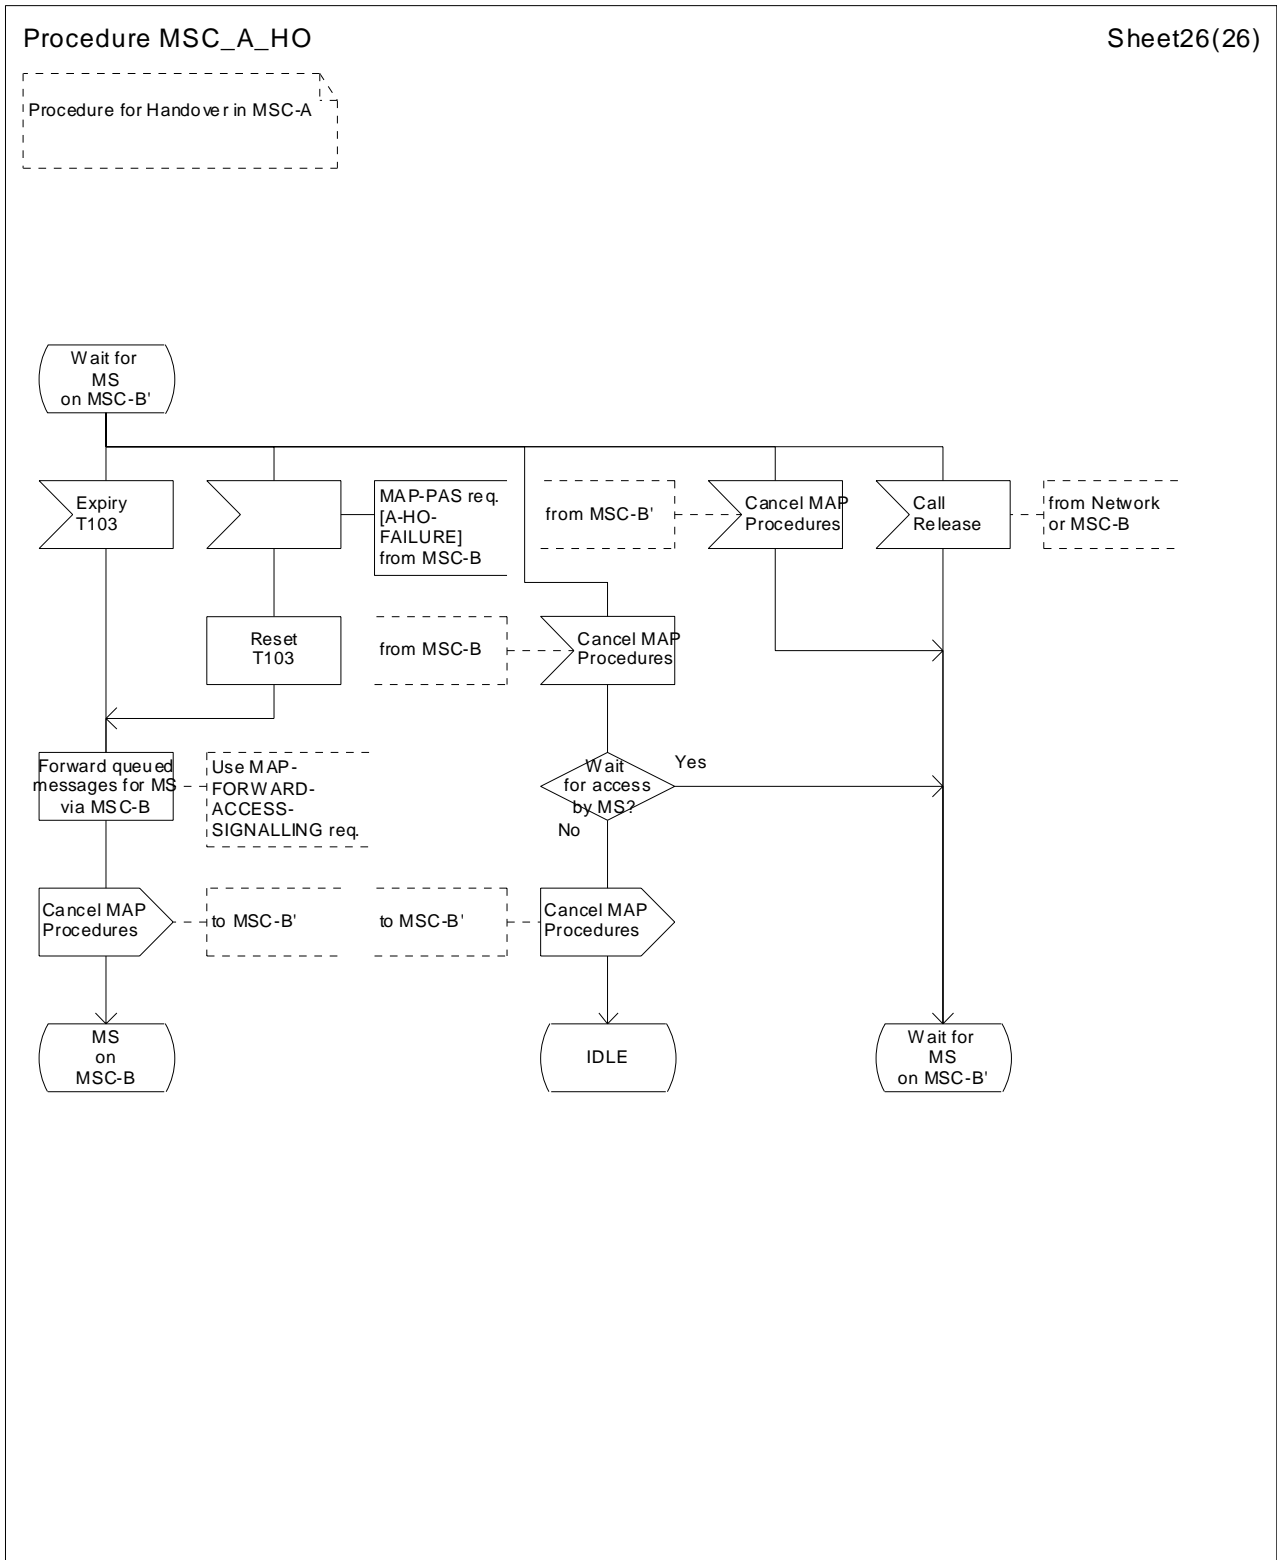 Procedure MSC_A_HO
Sheet26(26)
Procedure for Handover in MSC-A
Wait for
MS
on MSC-B'
Expiry
T103
MAP-PAS req.
[A-HO-
FAILURE]
from MSC-B
from MSC-B'
Cancel MAP
Procedures
Call
Release
from Network
or MSC-B
Reset
T103
from MSC-B
Cancel MAP
Procedures
Forward queued
messages for MS
via MSC-B
Use MAP-
FORWARD-
ACCESS-
SIGNALLING req.
Wait
for access
by MS?
Yes
No
Cancel MAP
Procedures
to MSC-B'
to MSC-B'
Cancel MAP
Procedures
MS
on
MSC-B
IDLE
Wait for
MS
on MSC-B'